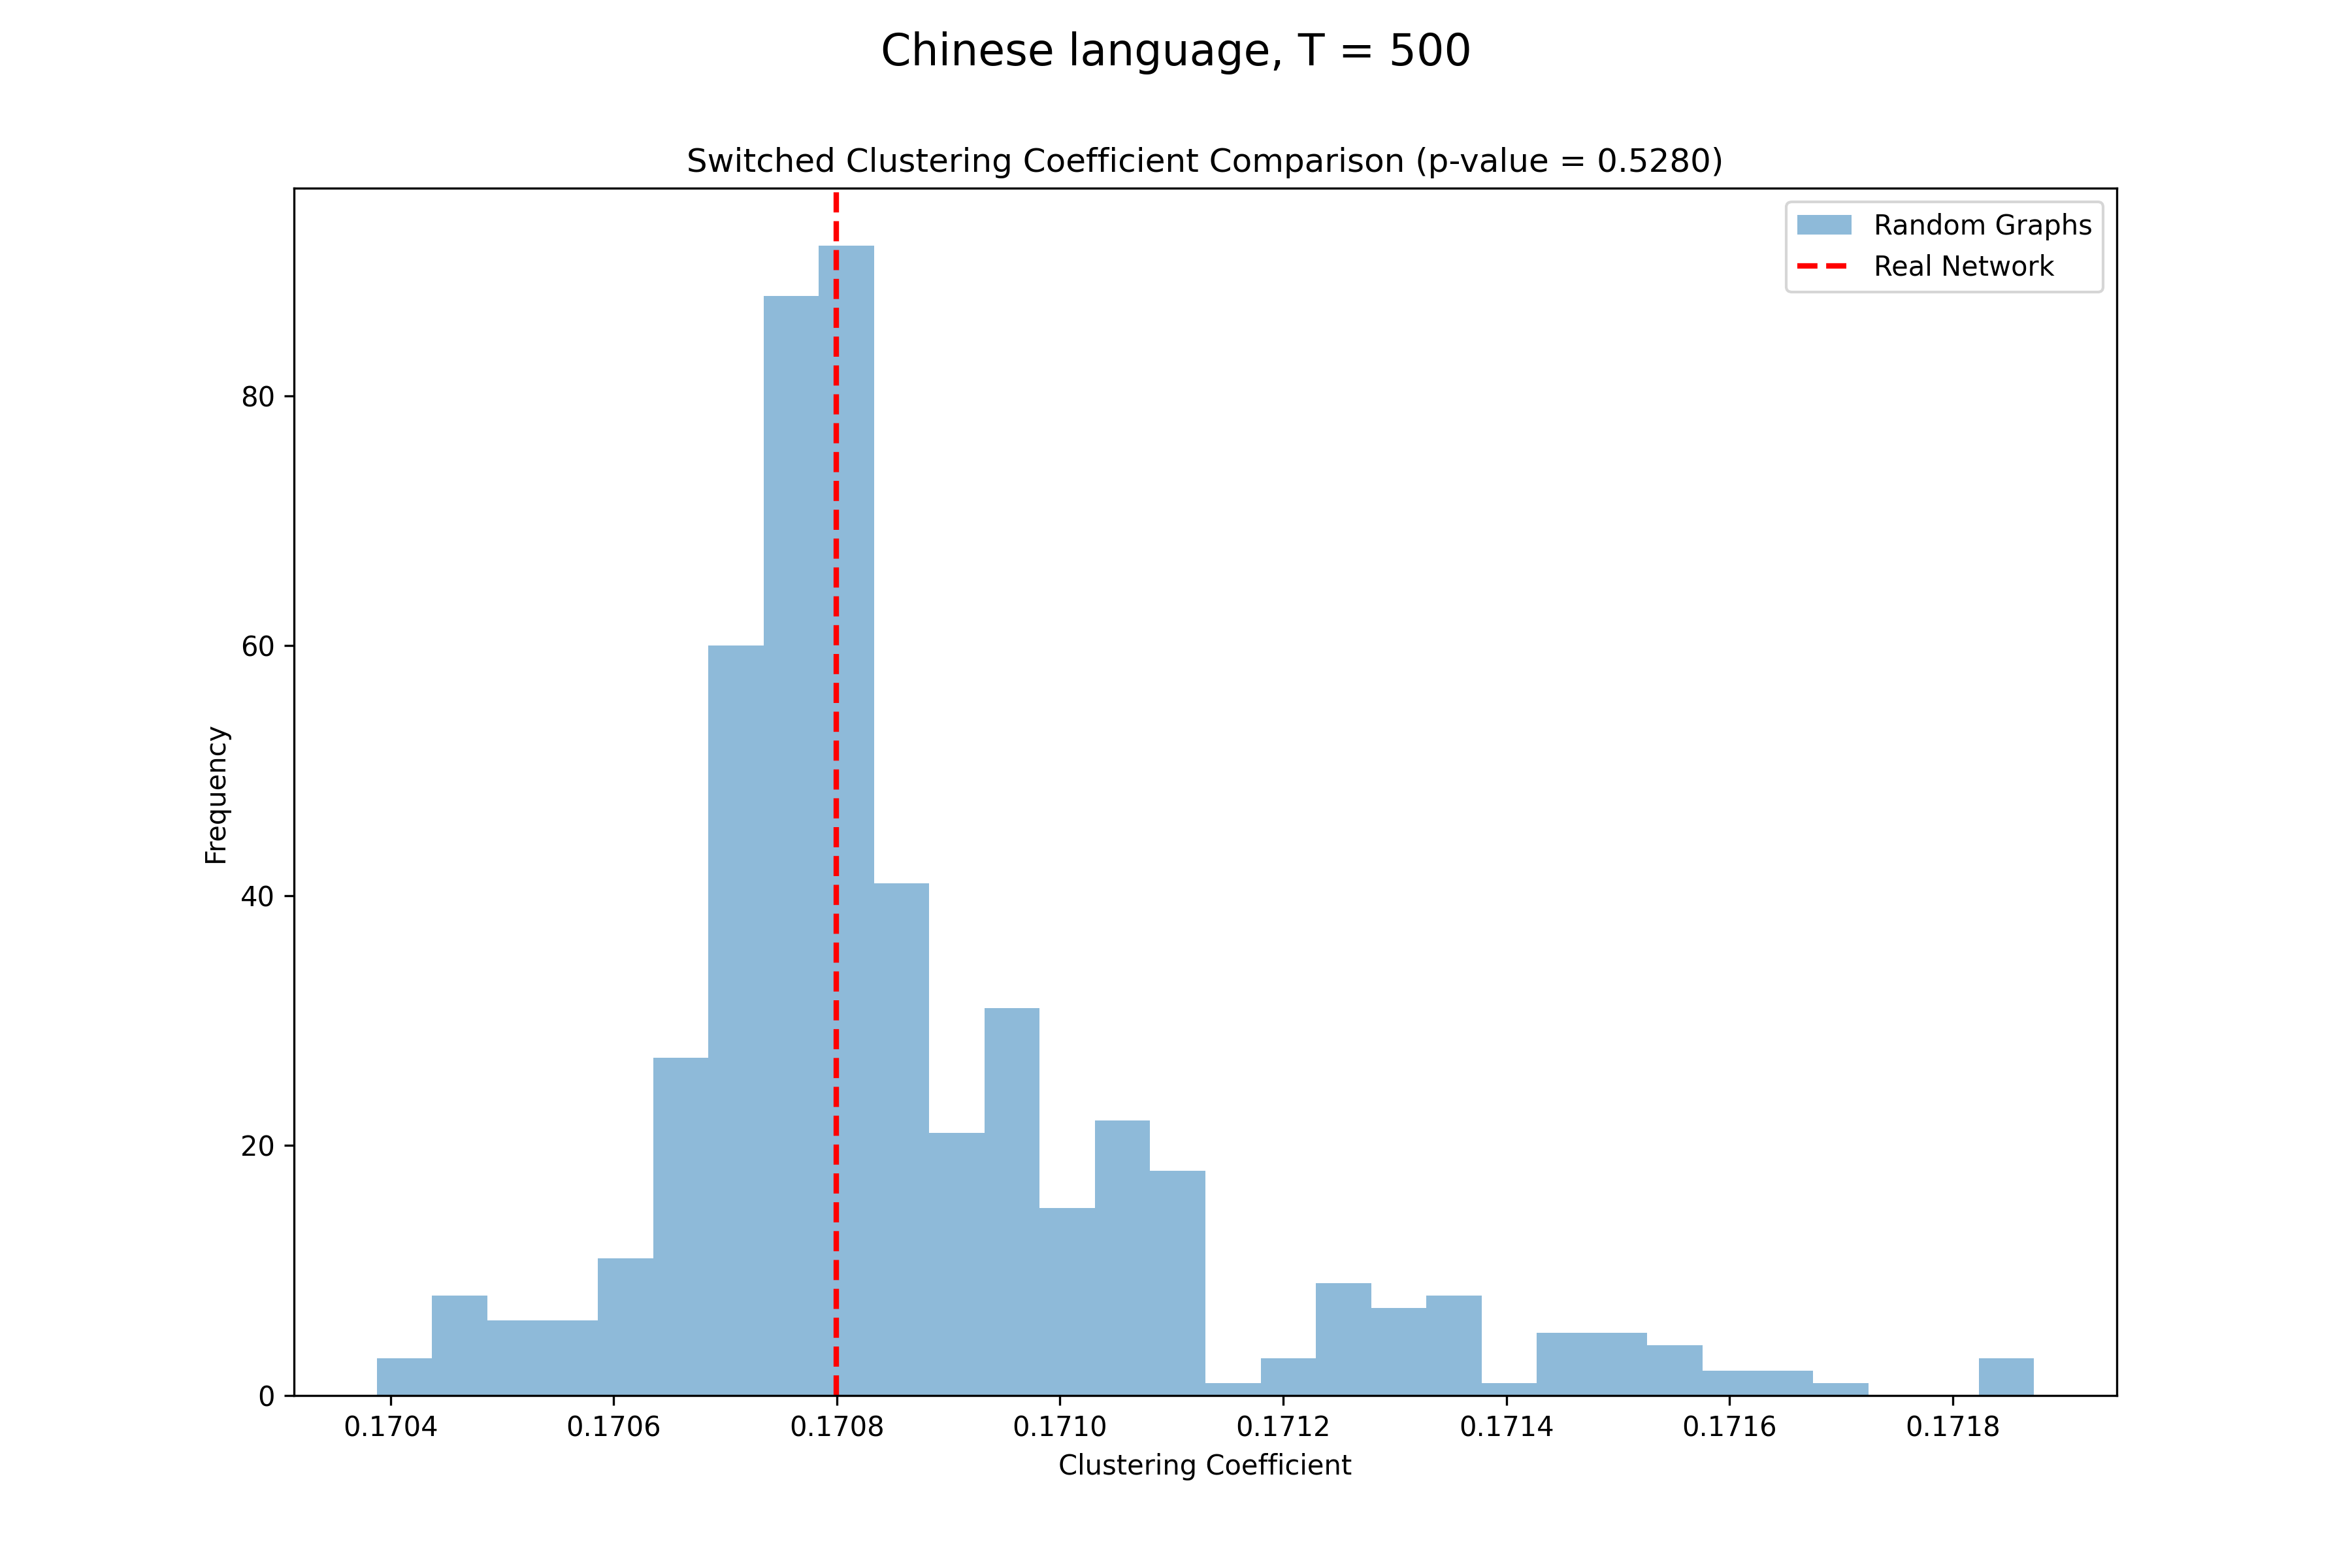 Chinese language, T = 500
Switched Clustering Coefficient Comparison (p-value = 0.5280)
Random Graphs
Real Network
Frequency
80
60
40
20
0
0.1704 0.1706 0.1708 0.1710 0.1712 0.1714 0.1716 0.1718
Clustering Coefficient